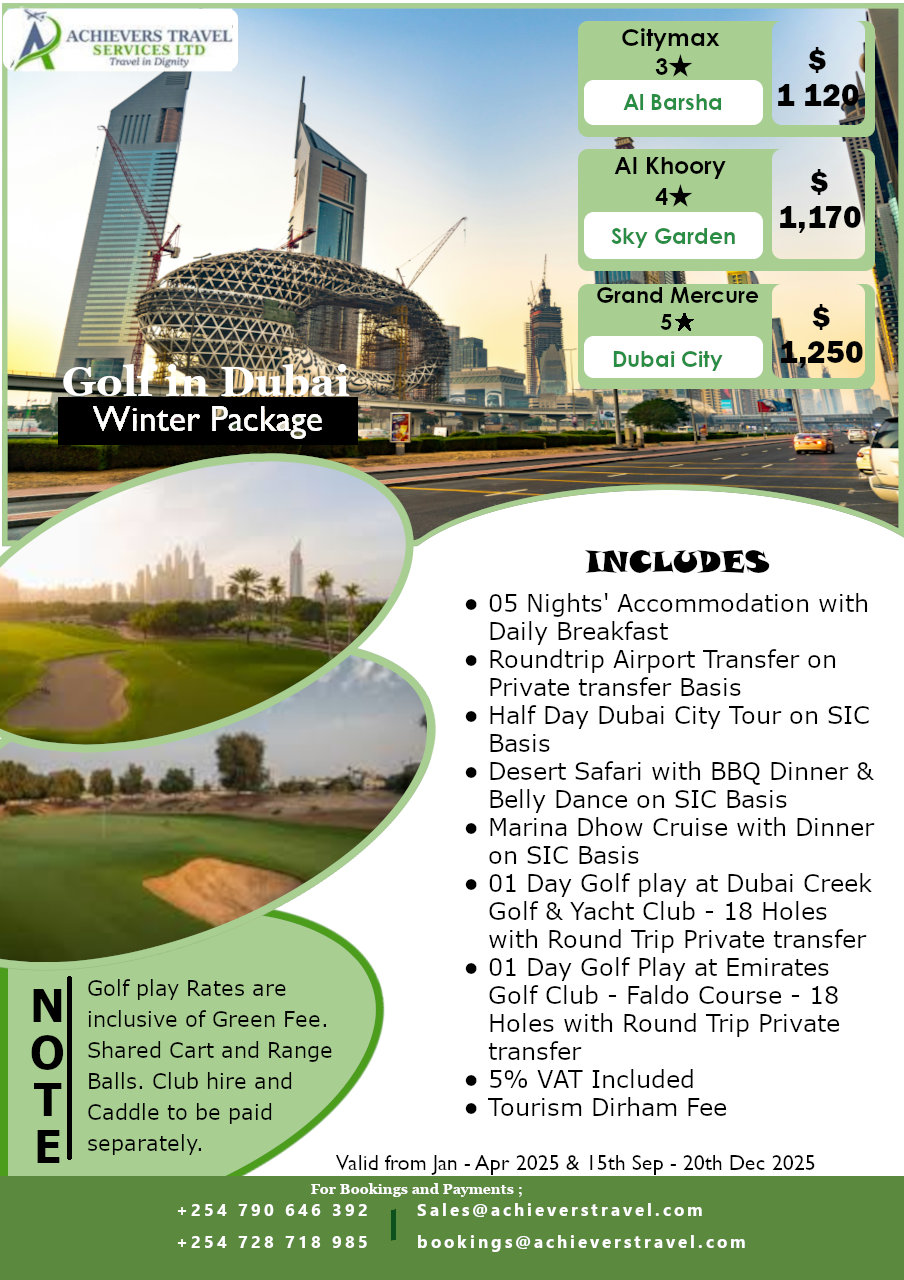 ACHIEVERS TRAVEL
SERVICES LTD
Travel in Dignity
Citymax
3★
Al Barsha
$
1 120
Al Khoory
4★
Sky Garden
$
1,170
Grand Mercure
5★
Dubai City
$
1,250
Golf in Dubai
Winter Package
INCLUDES
● 05 Nights' Accommodation with
Daily Breakfast
● Roundtrip Airport Transfer on
Private transfer Basis
● Half Day Dubai City Tour on SIC
Basis
● Desert Safari with BBQ Dinner &
Belly Dance on SIC Basis
● Marina Dhow Cruise with Dinner
on SIC Basis
● 01 Day Golf play at Dubai Creek
Golf & Yacht Club - 18 Holes
with Round Trip Private transfer
● 01 Day Golf Play at Emirates
Golf Club - Faldo Course - 18
Holes with Round Trip Private
transfer
● 5% VAT Included
● Tourism Dirham Fee
NOTE
Golf play Rates are
inclusive of Green Fee.
Shared Cart and Range
Balls. Club hire and
Caddle to be paid
separately.
Valid from Jan - Apr 2025 & 15th Sep - 20th Dec 2025
For Bookings and Payments ;
+254 790 646 392
Sales@achieverstravel.com
+254 728 718 985
bookings@achieverstravel.com